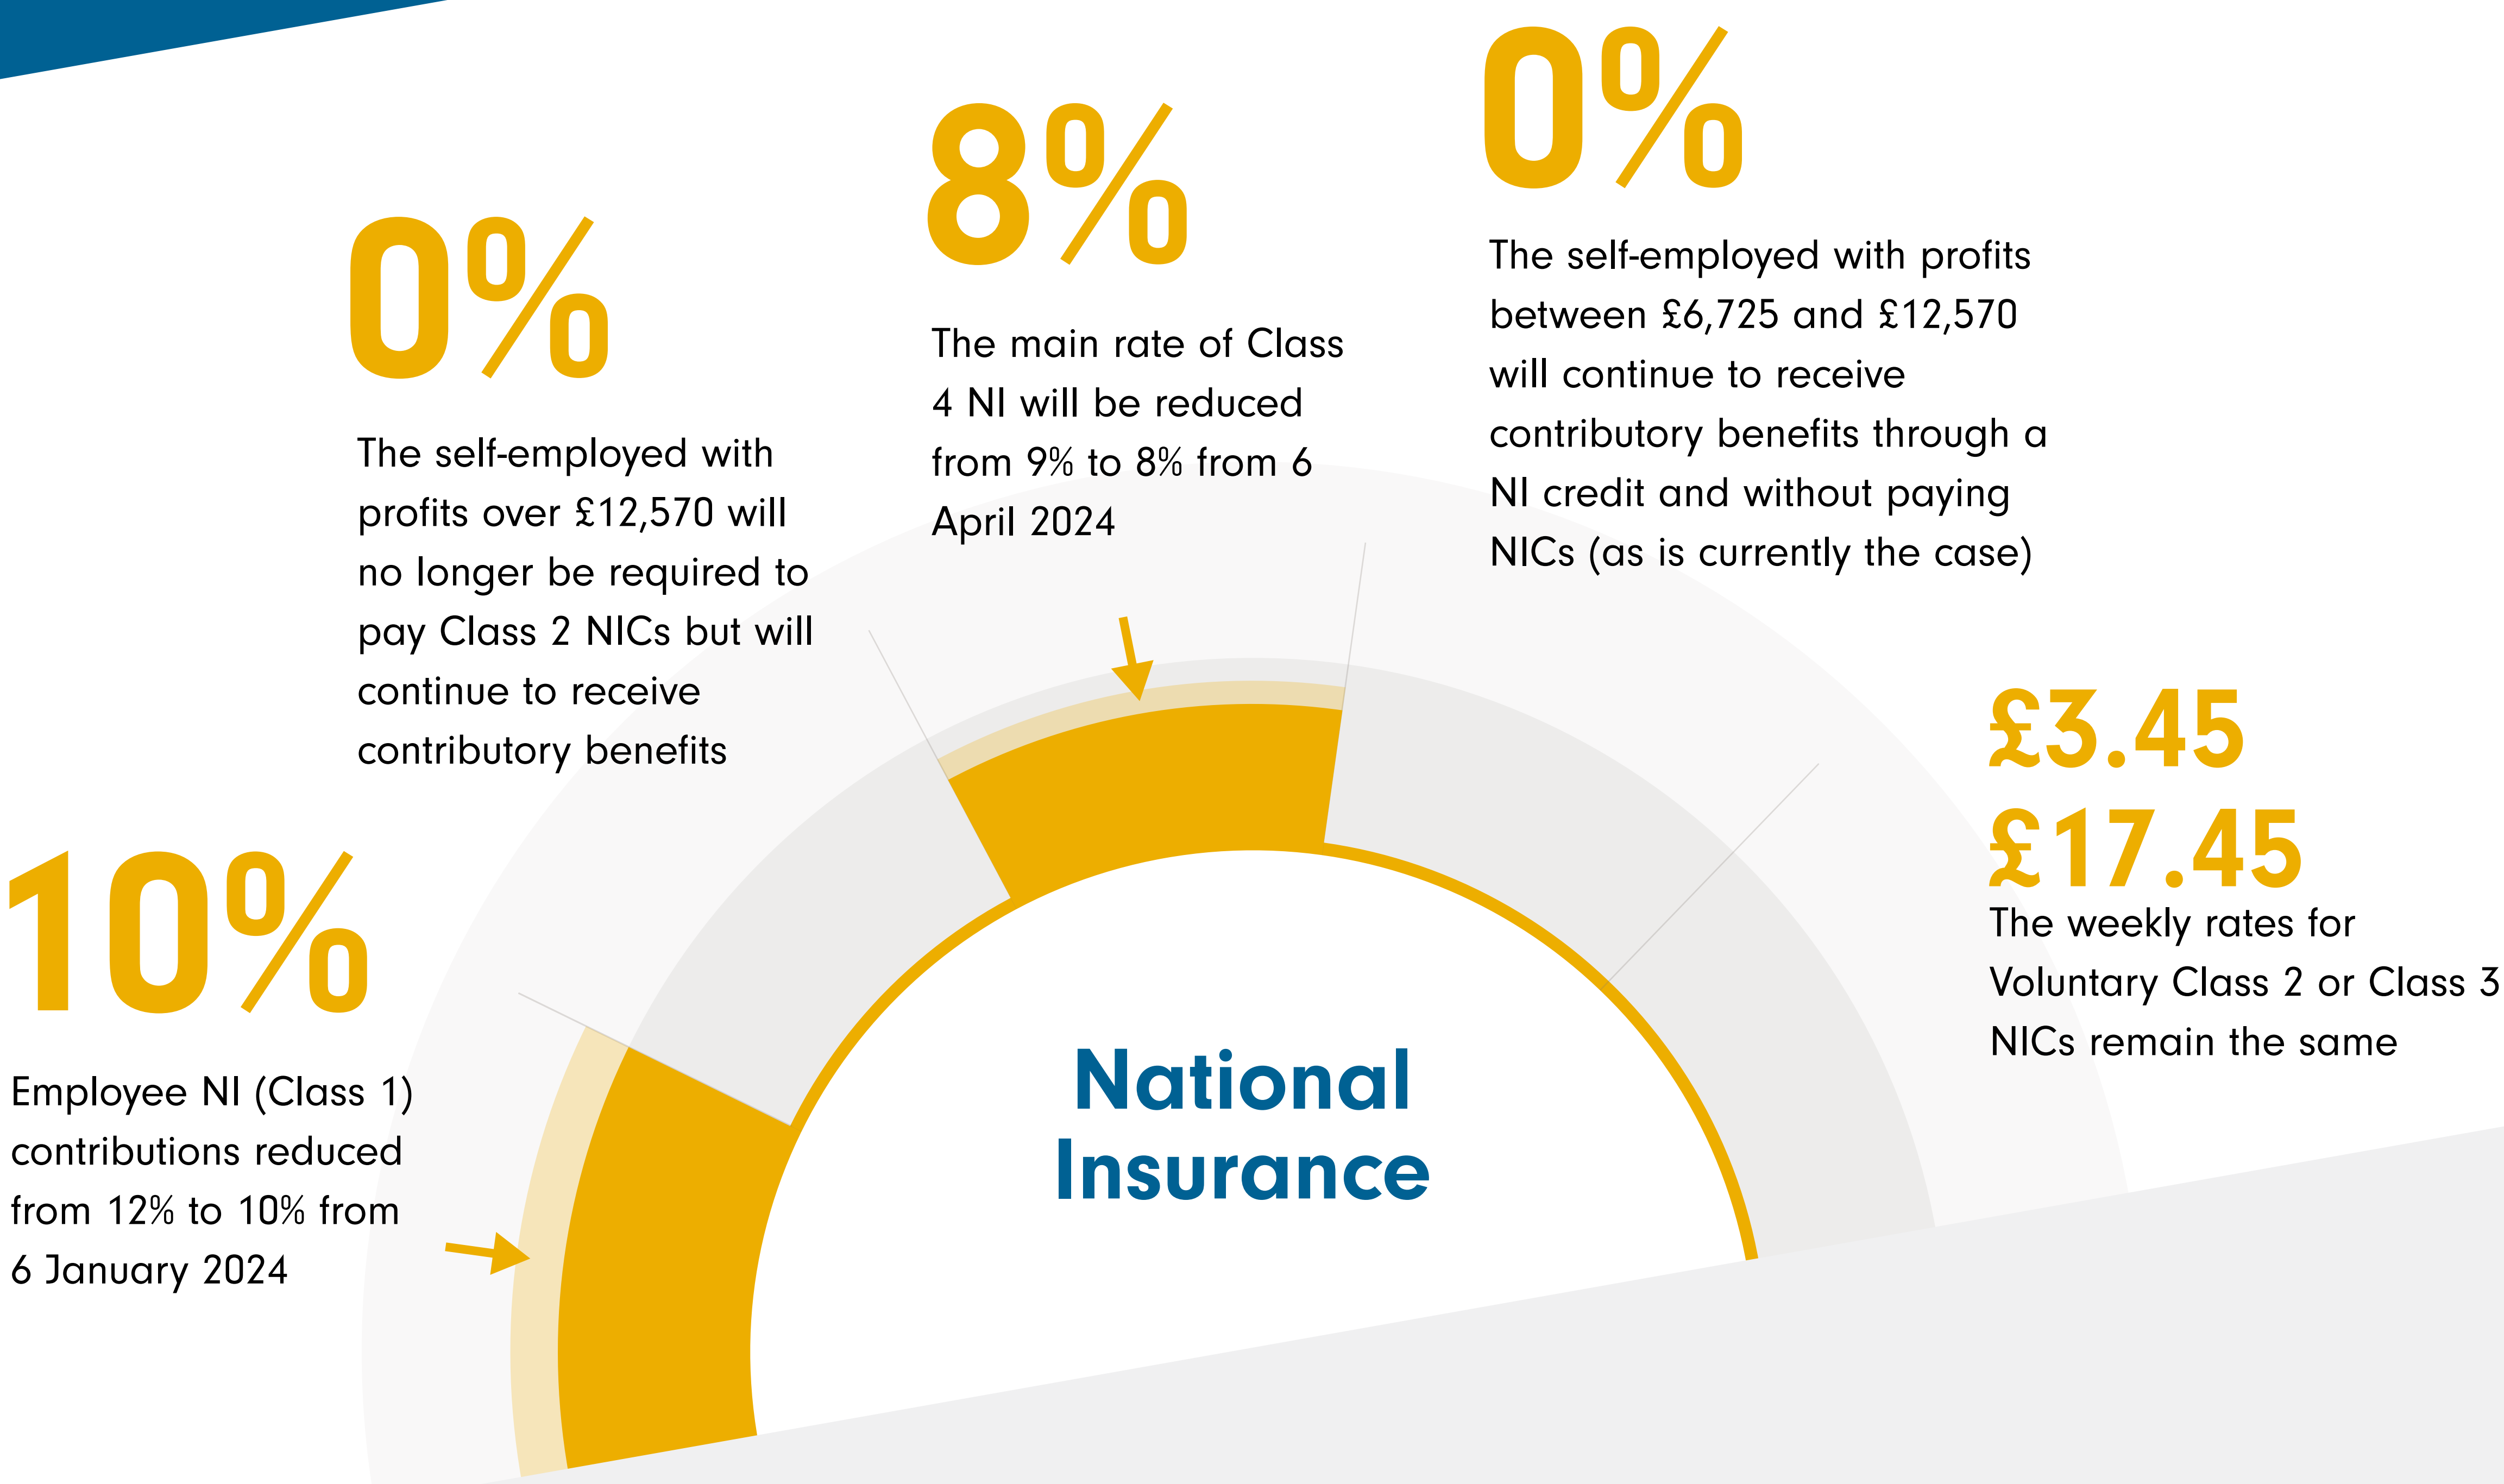 10%
Employee NI (Class 1)
contributions reduced
from 12% to 10% from
6 January 2024
0%
The self-employed with
profits over £12,570 will
no longer be required to
pay Class 2 NICs but will
continue to receive
contributory benefits
8%
The main rate of Class
4 NI will be reduced
from 9% to 8% from 6
April 2024
0%
The self-employed with profits
between £6,725 and £12,570
will continue to receive
contributory benefits through a
NI credit and without paying
NICs (as is currently the case)
£3.45
£17.45
The weekly rates for
Voluntary Class 2 or Class 3
NICs remain the same
National
Insurance